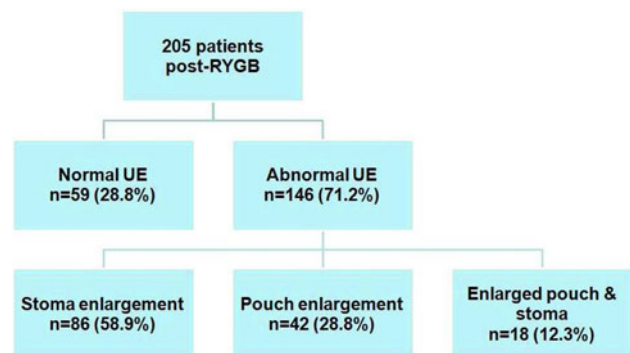 205 patients
post-RYGB
Normal UE
n=59 (28.8%)
Abnormal UE
n=146 (71.2%)
Stoma enlargement
n=86 (58.9%)
Pouch enlargement
n=42 (28.8%)
Enlarged pouch &
stoma
n=18 (12.3%)